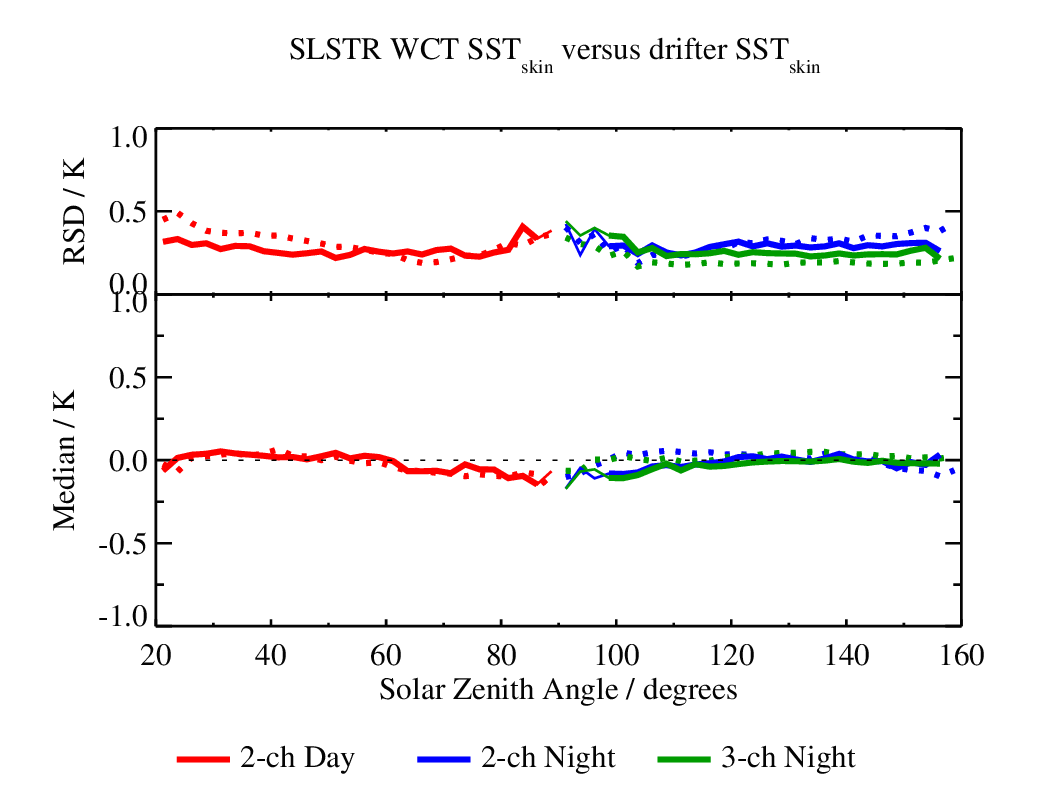 SLSTR WCT SSTskin versus drifter SSTskin
RSD / K
1.0
0.5
0.0
Median / K
1.0
0.5
0.0
-0.5
-1.0
20 40 60 80 100 120 140 160
Solar Zenith Angle / degrees
2-ch Day 2-ch Night 3-ch Night